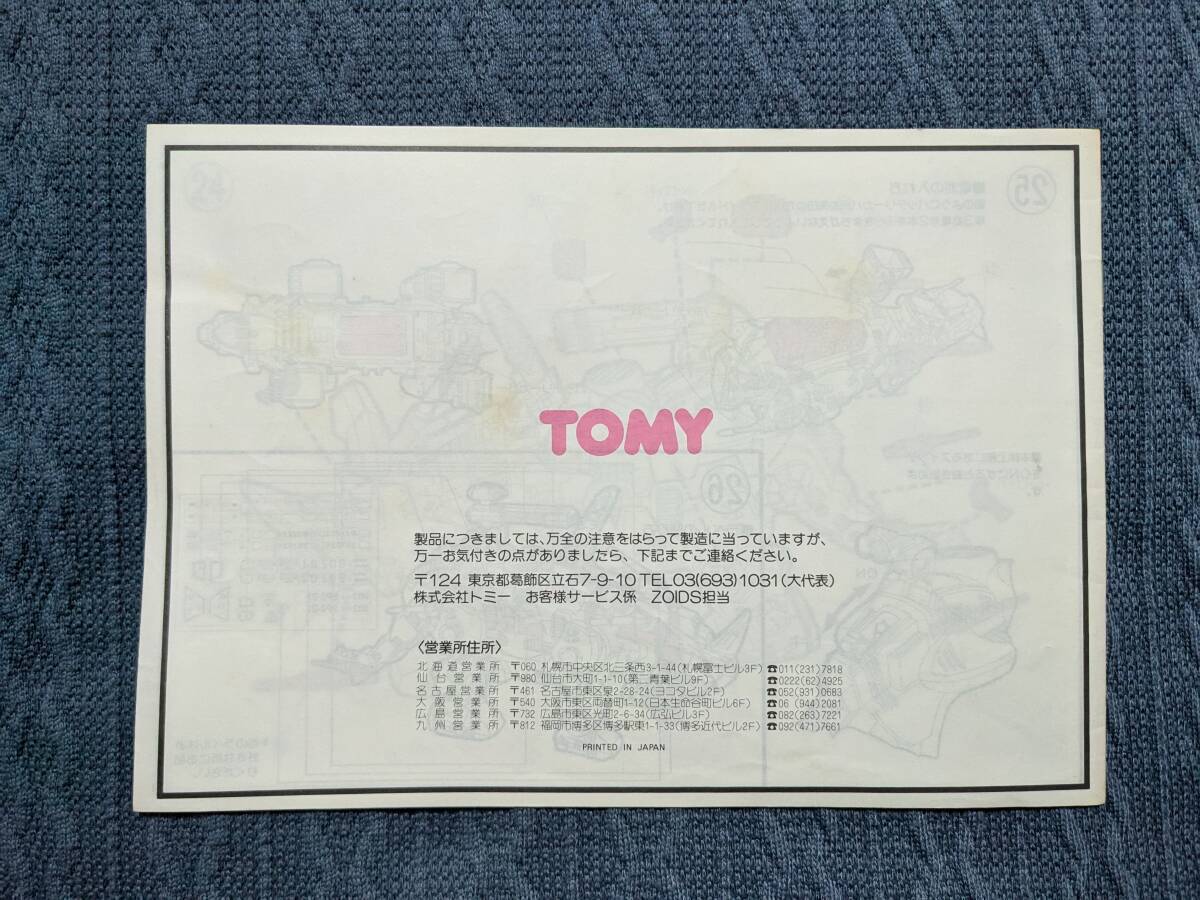 TOMY
製品につきましては、万全の注意をはらって製造に当っていますが、
万一お気付きの点がありましたら、下記までご連絡ください。
〒124 東京都葛飾区立石7-9-10 TEL03(693)1031(大代表)
株式会社トミー お客様サービス係 ZOIDS担当
〈営業所住所〉
北海道営業所 〒060 札幌市中央区北三条西3-1-44(札幌富士ビル3F) ☎011(231)7818
仙台営業所 〒980 仙台市大町1-1-10(第二青葉ビル9F) ☎0222(62)4925
名古屋営業所 〒461 名古屋市東区泉2-28-24(ヨコタビル2F) ☎052(931)0683
大阪営業所 〒540 大阪市東区両替町1-12(日本生命谷町ビル6F) ☎06(944)2081
広島営業所 〒732 広島市東区光町2-6-34(広弘ビル3F) ☎082(263)7221
九州営業所 〒812 福岡市博多区博多駅東1-1-33(博多近代ビル2F) ☎092(471)7661
PRINTED IN JAPAN
24
25
■電池の入れ方
26